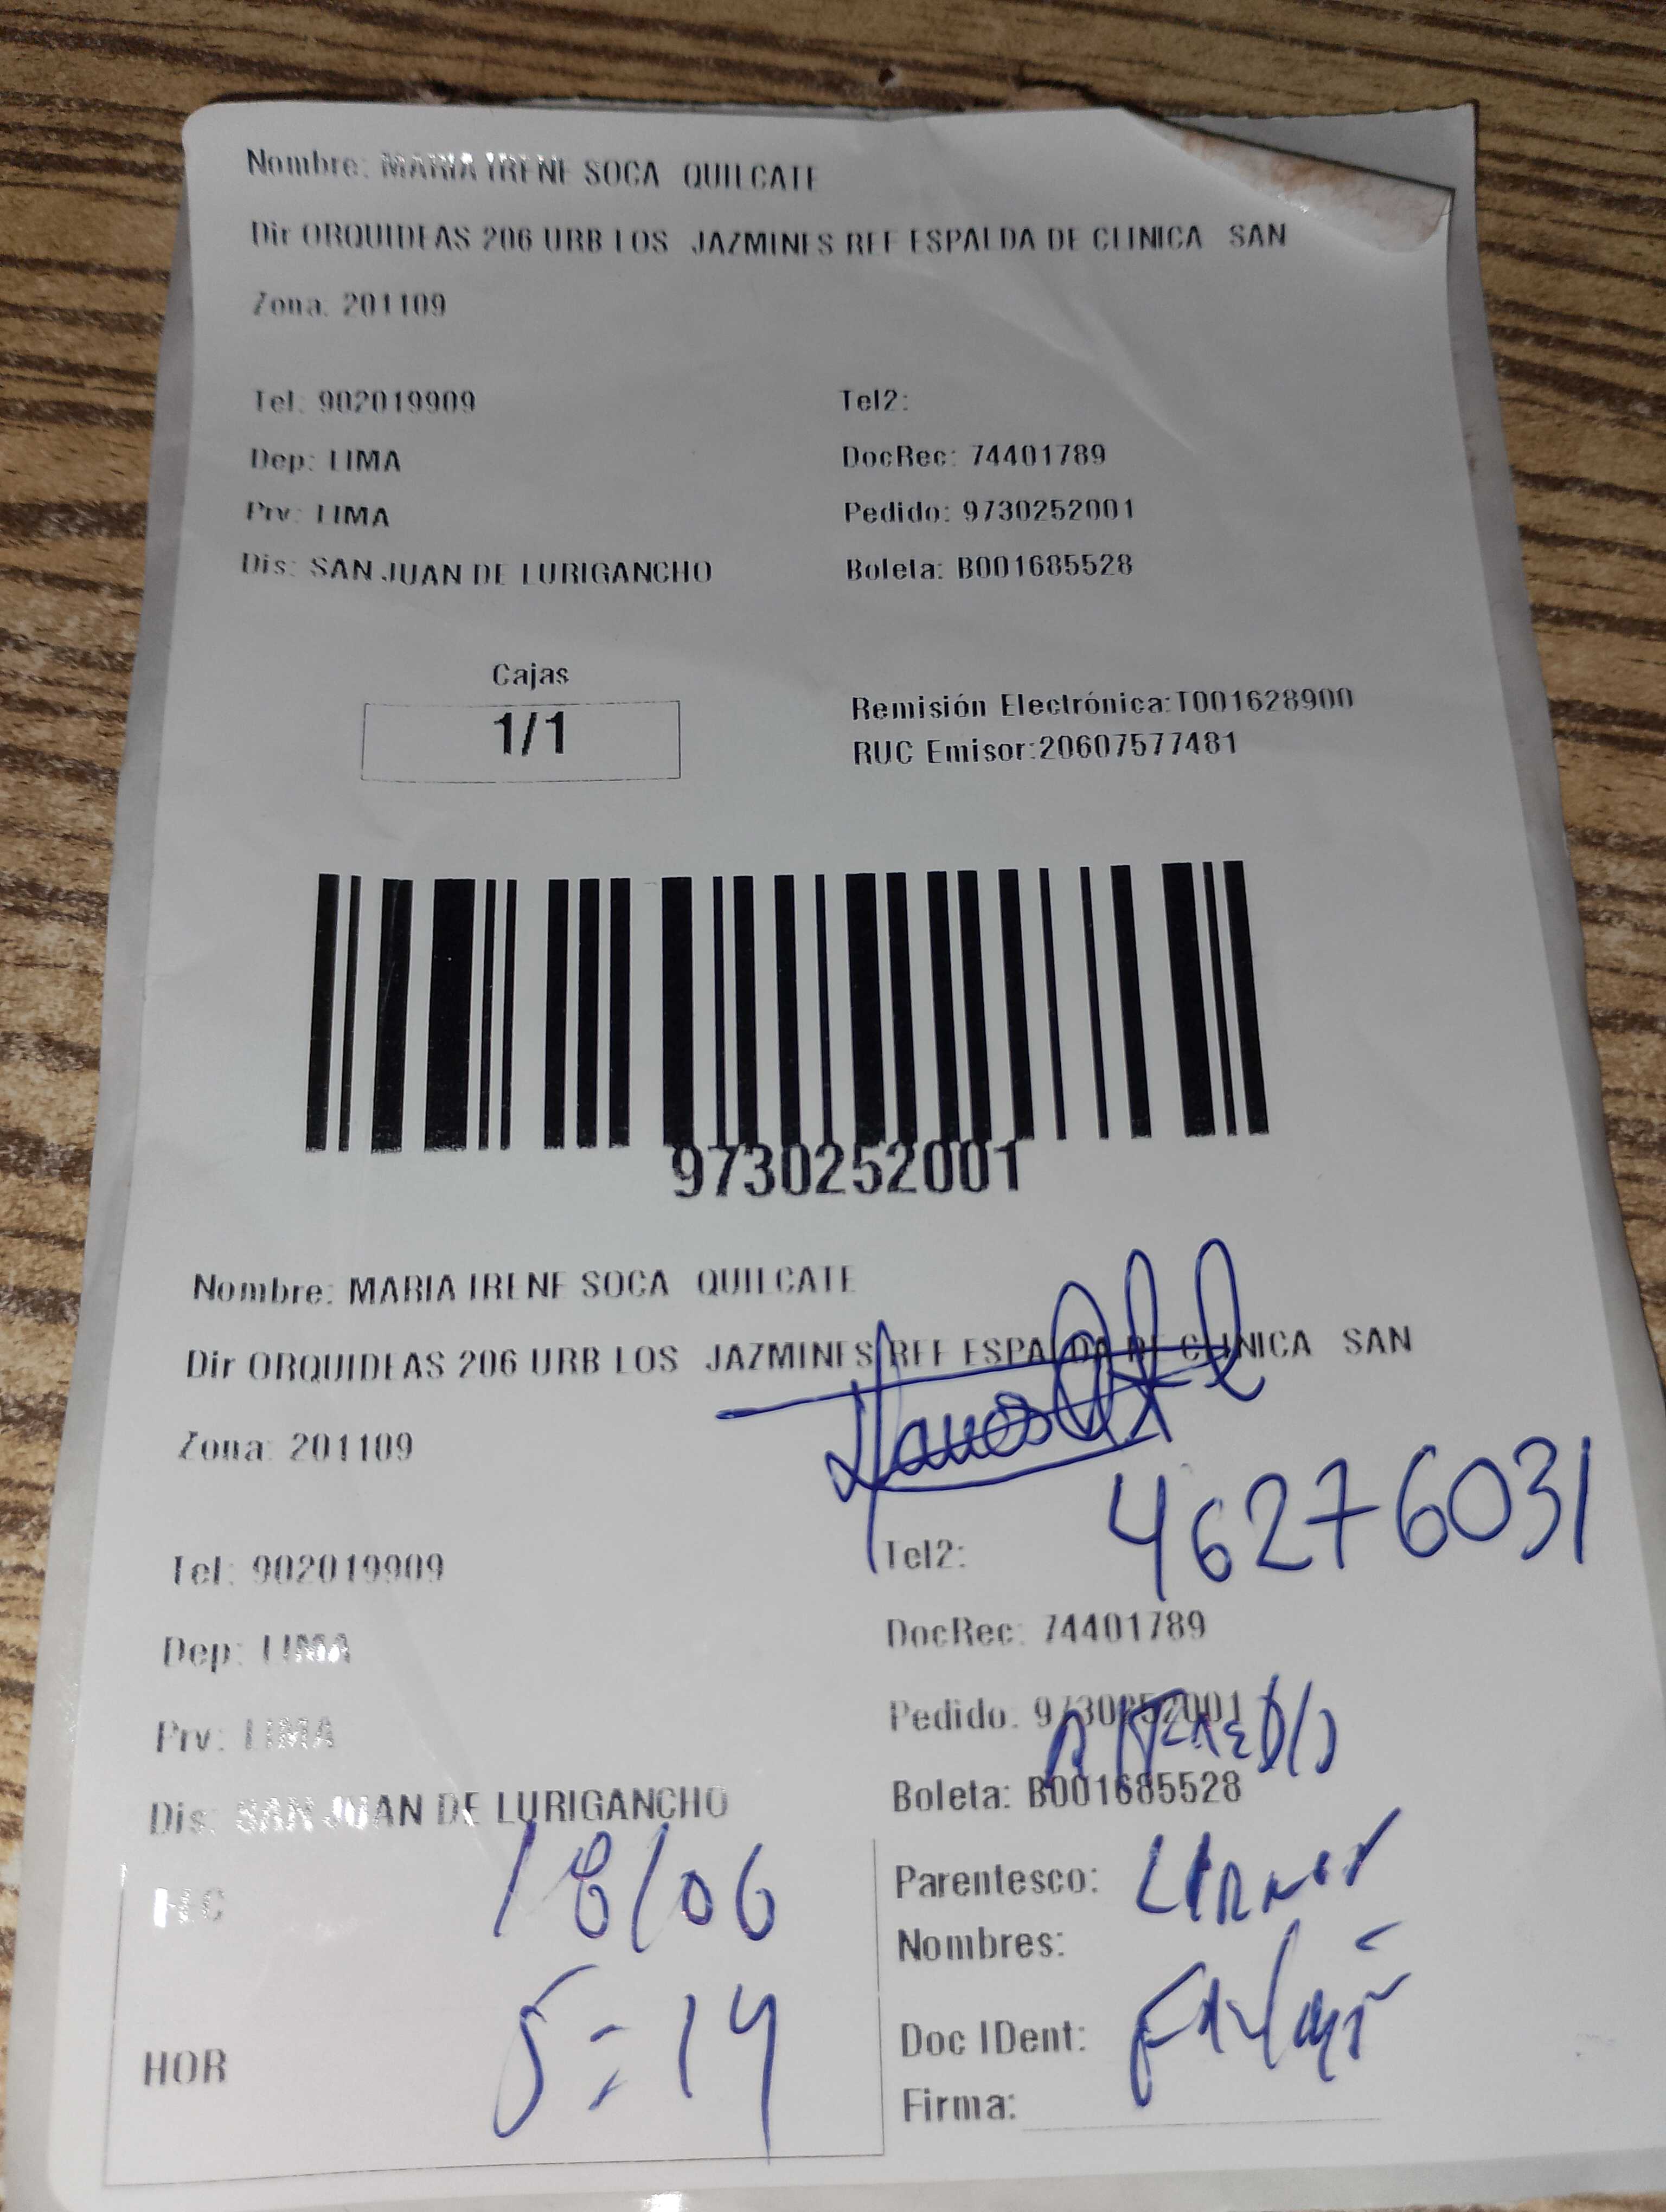 Nombre: MARIA IRENE SOCA QUILCATE
Dir ORQUIDEAS 206 URB LOS JAZMINES REF ESPALDA DE CLINICA SAN
Zona: 201109
Tel: 902019909 Tel2:
Dep: LIMA DocRec: 74401789
Prv: LIMA Pedido: 9730252001
Dis: SAN JUAN DE LURIGANCHO Boleta: B001685528
Cajas
1/1
Remisión Electrónica:T001628900
RUC Emisor:20607577481
9730252001
Nombre: MARIA IRENE SOCA QUILCATE
Dir ORQUIDEAS 206 URB LOS JAZMINES REF ESPALDA DE CLINICA SAN
Zona: 201109
46276031
Tel: 902019909 Tel2:
Dep: LIMA DocRec: 74401789
Prv: LIMA Pedido: 9730252001
Dis: SAN JUAN DE LURIGANCHO Boleta: B001685528
18/06
Parentesco:
Nombres:
HOR 5:14
Doc IDent:
Firma: